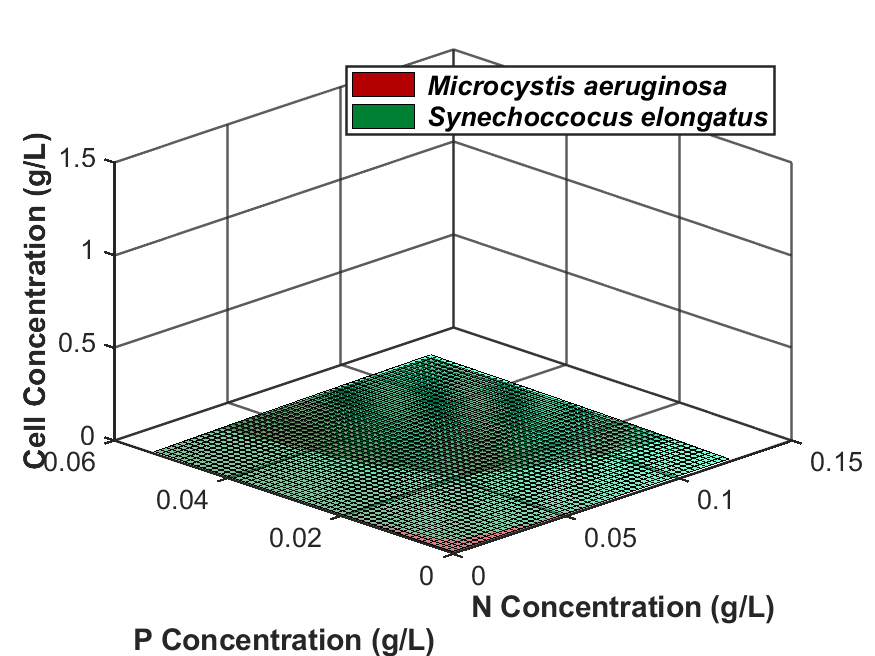 Microcystis aeruginosa
Synechoccocus elongatus
Cell Concentration (g/L)
1.5
1
0.5
0
0.06
0.04
0.02
0
0
0.05
0.1
0.15
N Concentration (g/L)
P Concentration (g/L)